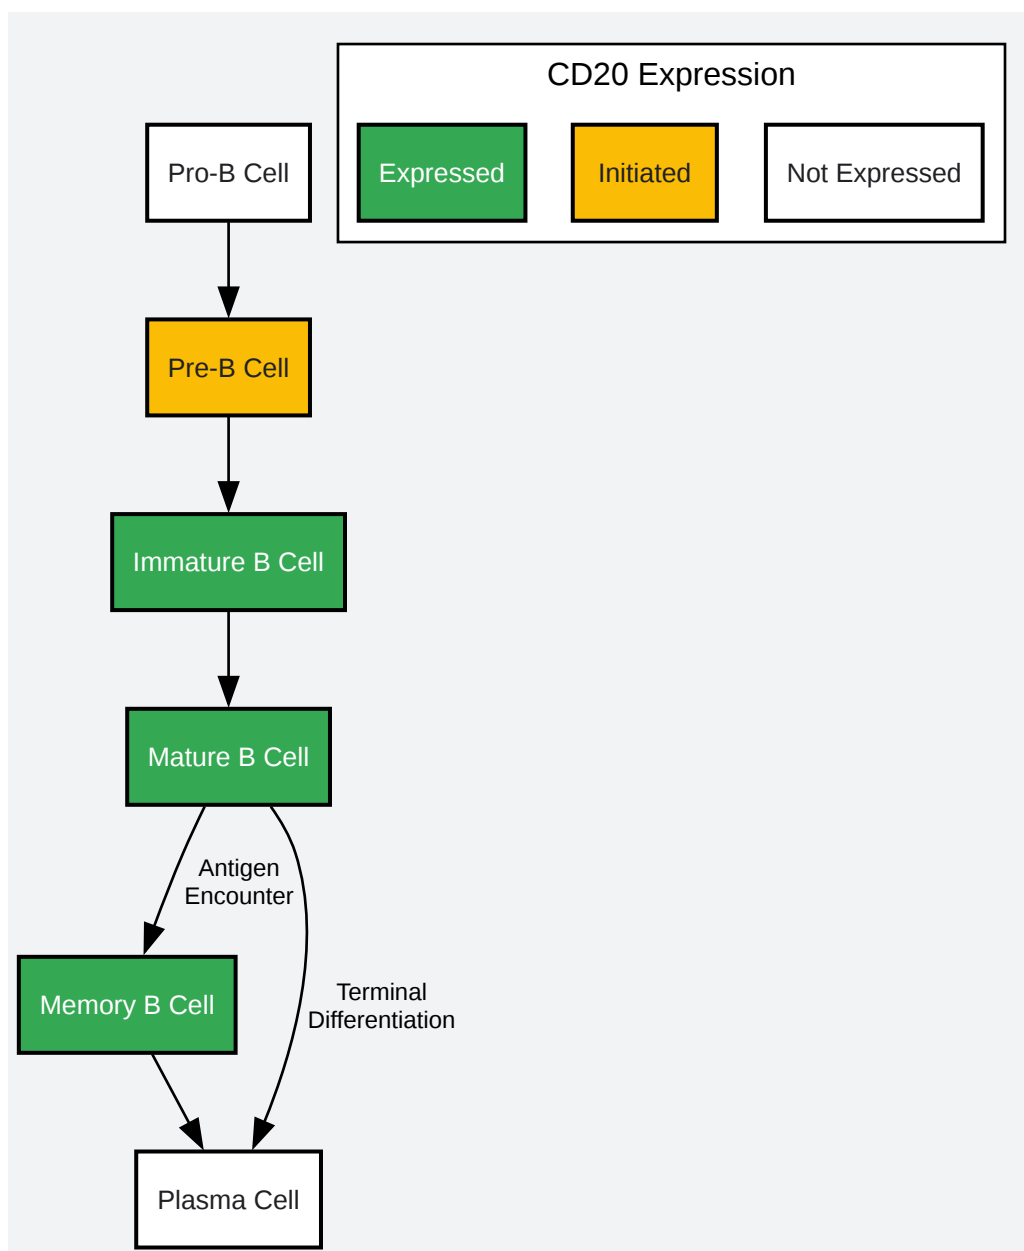 CD20 Expression
Expressed
Initiated
Not Expressed
Pro-B Cell
Pre-B Cell
Immature B Cell
Mature B Cell
Antigen
Encounter
Memory B Cell
Terminal
Differentiation
Plasma Cell